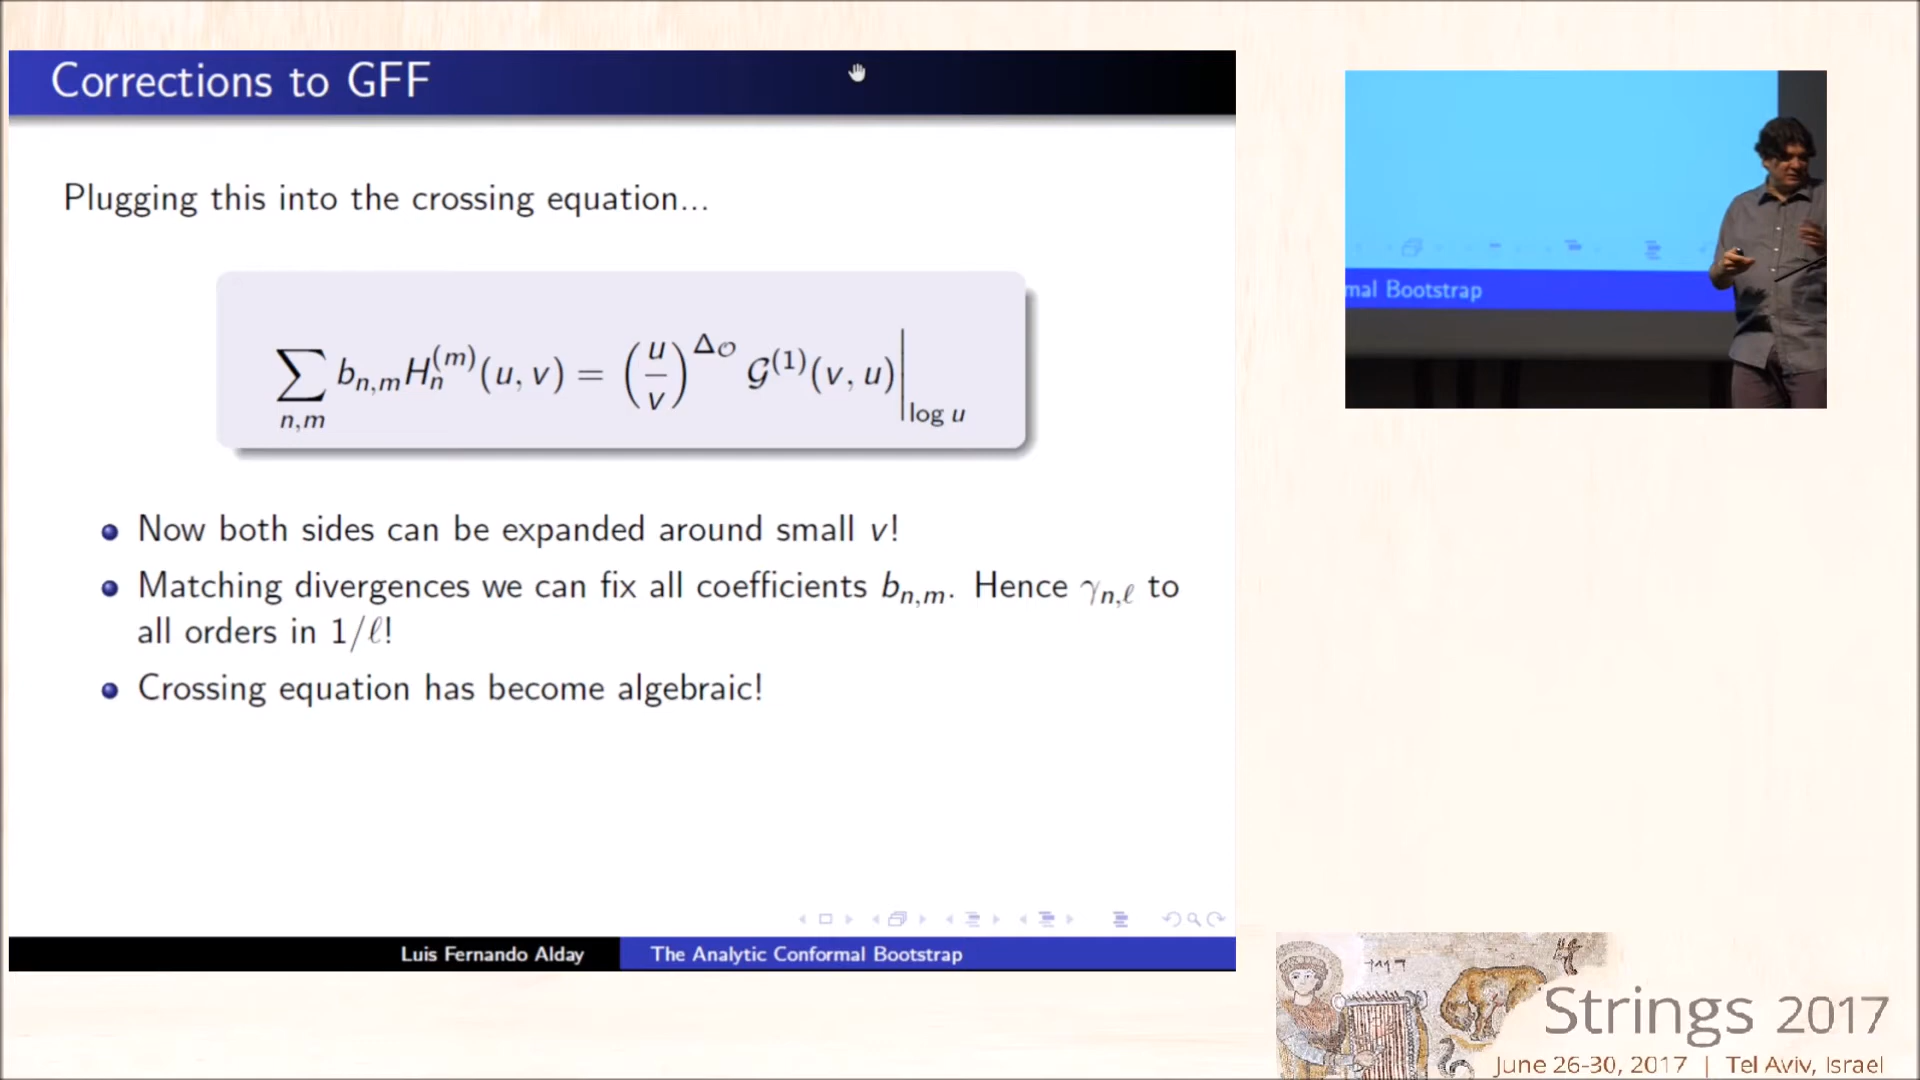 Corrections to GFF
Plugging this into the crossing equation...
∑_{n,m} b_{n,m} H_n^{(m)}(u, v) = (u/v)^{Δ_𝒪} 𝒢^{(1)}(v, u)|_{log u}
Now both sides can be expanded around small v!
Matching divergences we can fix all coefficients b_{n,m}. Hence γ_{n,ℓ} to
all orders in 1/ℓ!
Crossing equation has become algebraic!
Luis Fernando Alday
The Analytic Conformal Bootstrap
mal Bootstrap
Strings 2017
June 26-30, 2017 | Tel Aviv, Israel